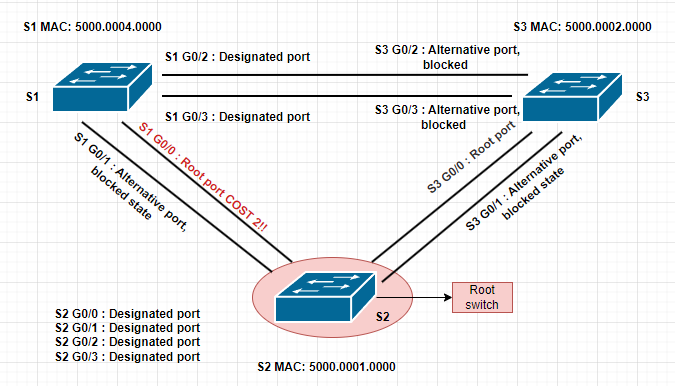 S1 MAC: 5000.0004.0000
S3 MAC: 5000.0002.0000
S1 G0/2 : Designated port
S3 G0/2 : Alternative port,
blocked
S1
S3
S1 G0/3 : Designated port
S3 G0/3 : Alternative port,
blocked
S1 G0/0 : Root port COST 2!!
S1 G0/1 : Alternative port,
blocked state
S3 G0/0 : Root port
S3 G0/1 : Alternative port,
blocked state
Root
switch
S2
S2 G0/0 : Designated port
S2 G0/1 : Designated port
S2 G0/2 : Designated port
S2 G0/3 : Designated port
S2 MAC: 5000.0001.0000